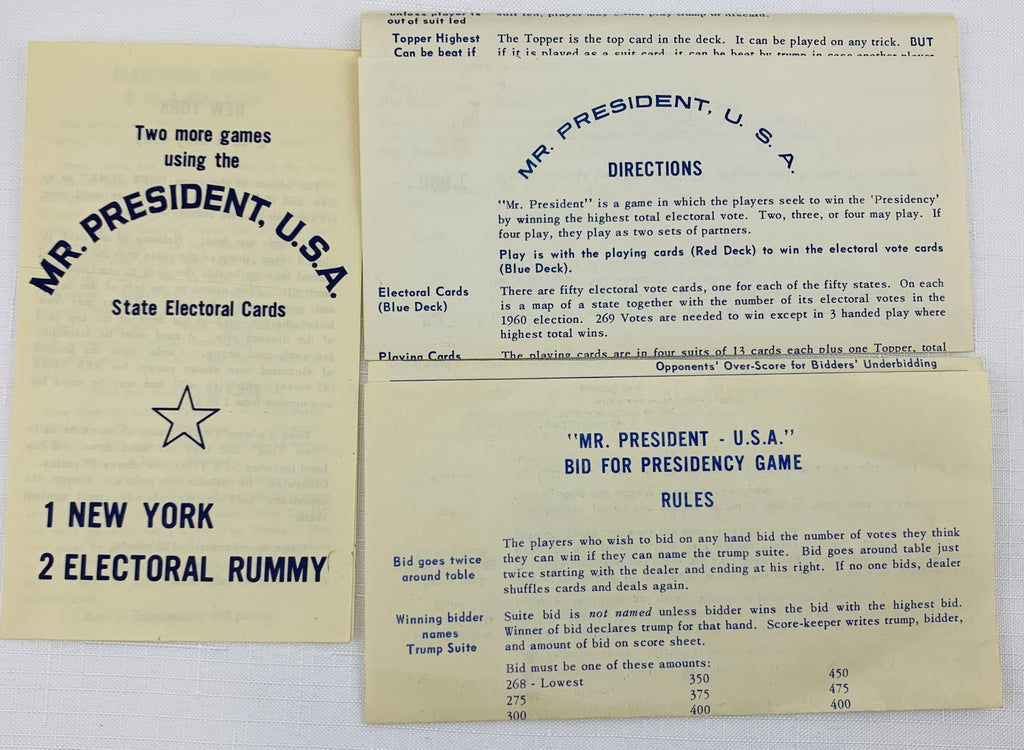 Two more games
using the
MR. PRESIDENT, U.S.A.
State Electoral Cards
1 NEW YORK
2 ELECTORAL RUMMY
out of suit led
Topper Highest
Can be beat if
The Topper is the top card in the deck. It can be played on any trick. BUT
if it is played as a suit card, it can be beat by trump in case another player
MR. PRESIDENT, U. S. A.
DIRECTIONS
"Mr. President" is a game in which the players seek to win the 'Presidency'
by winning the highest total electoral vote. Two, three, or four may play. If
four play, they play as two sets of partners.
Play is with the playing cards (Red Deck) to win the electoral vote cards
(Blue Deck).
Electoral Cards
(Blue Deck)
There are fifty electoral vote cards, one for each of the fifty states. On each
is a map of a state together with the number of its electoral votes in the
1960 election. 269 Votes are needed to win except in 3 handed play where
highest total wins.
Playing Cards
The playing cards are in four suits of 13 cards each plus one Topper, total
Opponents' Over-Score for Bidders' Underbidding
"MR. PRESIDENT - U.S.A."
BID FOR PRESIDENCY GAME
RULES
Bid goes twice
around table
The players who wish to bid on any hand bid the number of votes they think
they can win if they can name the trump suite. Bid goes around table just
twice starting with the dealer and ending at his right. If no one bids, dealer
shuffles cards and deals again.
Winning bidder
names
Trump Suite
Suite bid is not named unless bidder wins the bid with the highest bid.
Winner of bid declares trump for that hand. Score-keeper writes trump, bidder,
and amount of bid on score sheet.
Bid must be one of these amounts:
268 - Lowest 350 450
275 375 475
300 400 400